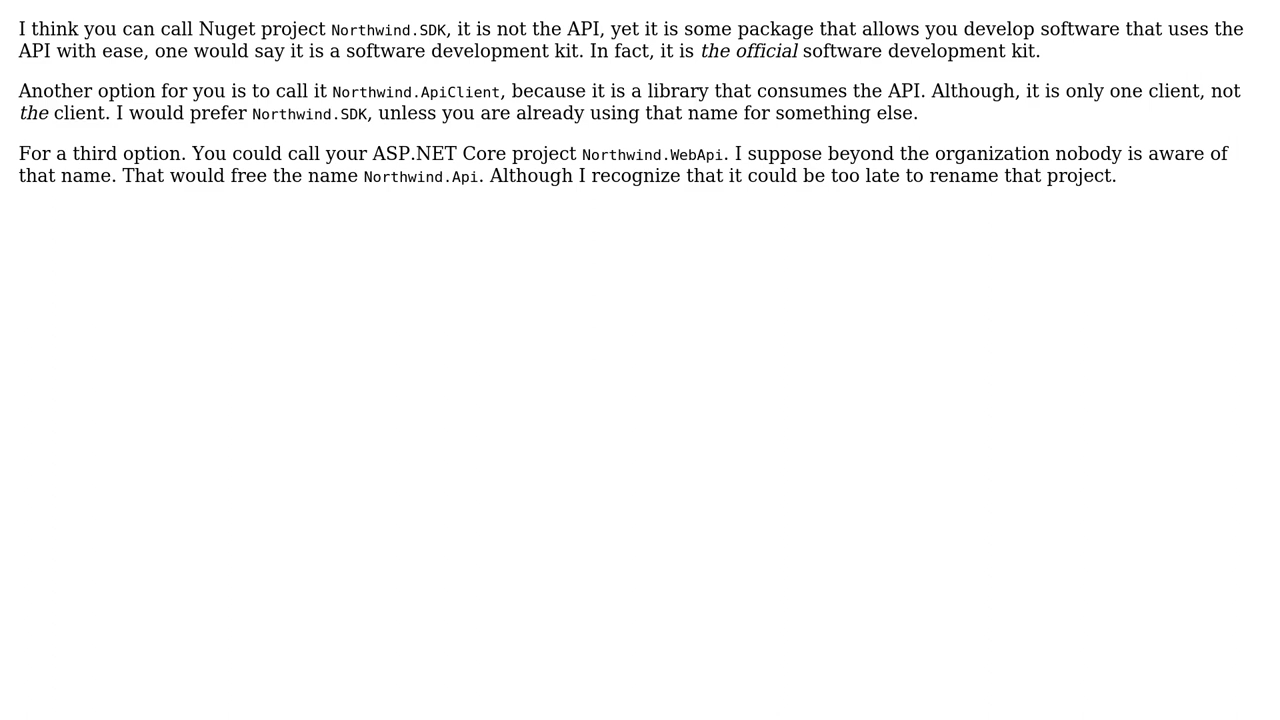 I think you can call Nuget project Northwind.SDK, it is not the API, yet it is some package that allows you develop software that uses the
API with ease, one would say it is a software development kit. In fact, it is the official software development kit.
Another option for you is to call it Northwind.ApiClient, because it is a library that consumes the API. Although, it is only one client, not
the client. I would prefer Northwind.SDK, unless you are already using that name for something else.
For a third option. You could call your ASP.NET Core project Northwind.WebApi. I suppose beyond the organization nobody is aware of
that name. That would free the name Northwind.Api. Although I recognize that it could be too late to rename that project.